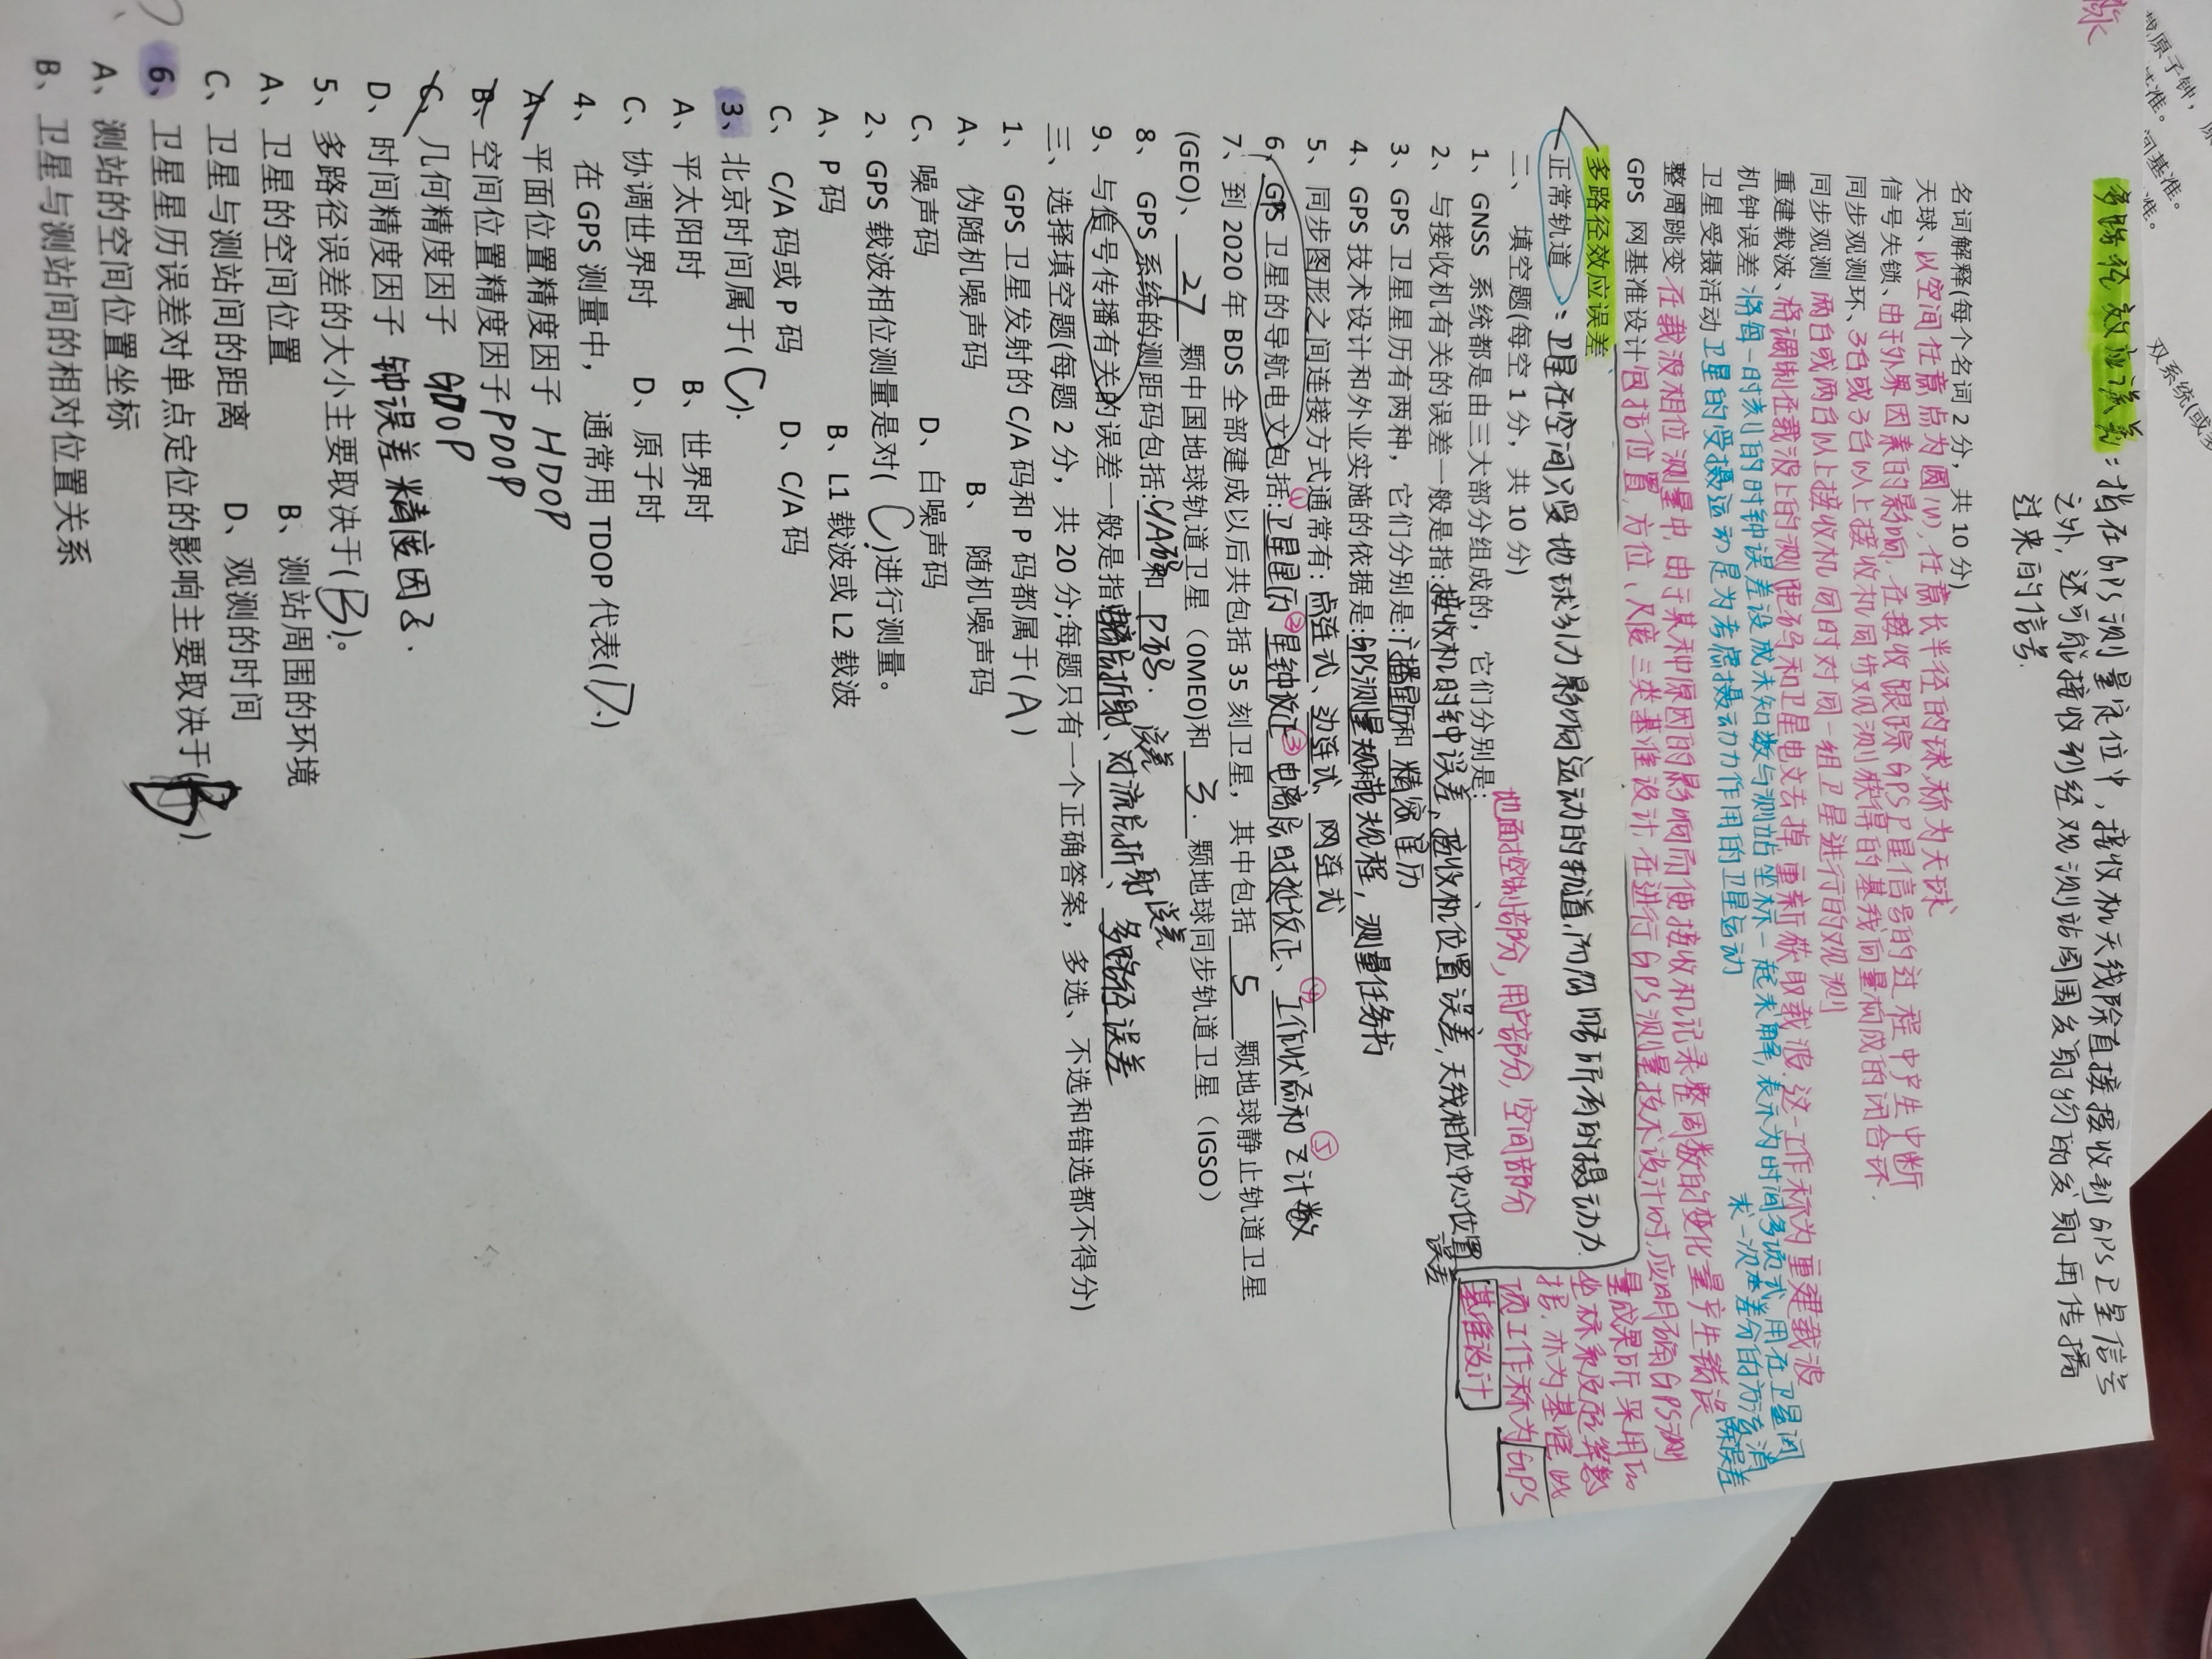 多路径效应误差：指在GPS测量定位中，接收机天线除直接接收到GPS卫星信号
之外，还可能接收到经观测站周围反射物的反射再传播
过来的信号.
名词解释(每个名词 2 分，共 10 分)
天球、以空间任意点为圆(心)，任意长半径的球称为天球
信号失锁、由于外界因素的影响，在接收跟踪GPS卫星信号的过程中产生中断
同步观测环、3台或3台以上接收机同步观测获得的基线向量构成的闭合环.
同步观测 两台或两台以上接收机同时对同一组卫星进行的观测
重建载波、将调制在载波上的测距码和卫星电文去掉，重新获取载波，这一工作称为重建载波
机钟误差 将每一时刻的时钟误差设成未知数与测站坐标一起求解，表示为时间多项式，用在卫星间
求一次差分的方法消
除误差
卫星受摄活动 卫星的受摄运动是为考虑摄动力作用的卫星运动
整周跳变 在载波相位测量中，由于某种原因的影响而使接收机记录整周数的变化量产生错误
GPS 网基准设计 包括位置，方位、尺度三类基准设计，在进行GPS测量技术设计时，应明确GPS测
量成果所采用的
坐标系及起算数
据，亦为基准，此
项工作称为GPS
基准设计
多路径效应误差
正常轨道：卫星在空间只受地球引力影响运动的轨道，而忽略所有的摄动力.
二、填空题(每空 1 分，共 10 分)
1、GNSS 系统都是由三大部分组成的，它们分别是: 地面控制部分，用户部分，空间部分
2、与接收机有关的误差一般是指:接收机的时钟误差，接收机位置误差，天线相位中心位置
误差
3、GPS 卫星星历有两种，它们分别是:广播星历和 精密星历
4、GPS 技术设计和外业实施的依据是:GPS测量规范规程，测量任务书
5、同步图形之间连接方式通常有: 点连式、边连式、网连式
6、GPS 卫星的导航电文包括:①卫星星历 ②星钟改正 ③电离层时延改正、④工作状态和 ⑤Z计数
7、到 2020 年 BDS 全部建成以后共包括 35 刻卫星，其中包括 5 颗地球静止轨道卫星
(GEO)、 27 颗中国地球轨道卫星（OMEO)和 3. 颗地球同步轨道卫星（IGSO）
8、GPS 系统的测距码包括:C/A码和 P码.
9、与信号传播有关的误差一般是指:电离层折射误差、对流层折射误差、多路径误差
三、选择填空题(每题 2 分，共 20 分;每题只有一个正确答案，多选、不选和错选都不得分)
1、GPS 卫星发射的 C/A 码和 P 码都属于(A)
A、伪随机噪声码 B、随机噪声码
C、噪声码 D、白噪声码
2、GPS 载波相位测量是对(C)进行测量。
A、P 码 B、L1 载波或 L2 载波
C、C/A 码或 P 码 D、C/A 码
3、北京时间属于(C).
A、平太阳时 B、世界时
C、协调世界时 D、原子时
4、在 GPS 测量中，通常用 TDOP 代表(D.)
A、平面位置精度因子 HDOP
B、空间位置精度因子 PDOP
C、几何精度因子 GDOP
D、时间精度因子 钟误差精度因子.
5、多路径误差的大小主要取决于(B)。
A、卫星的空间位置 B、测站周围的环境
C、卫星与测站间的距离 D、观测的时间
6、卫星星历误差对单点定位的影响主要取决于(B)
A、测站的空间位置坐标
B、卫星与测站间的相对位置关系
域原子钟，
基准。
间基准。
双系统(或多